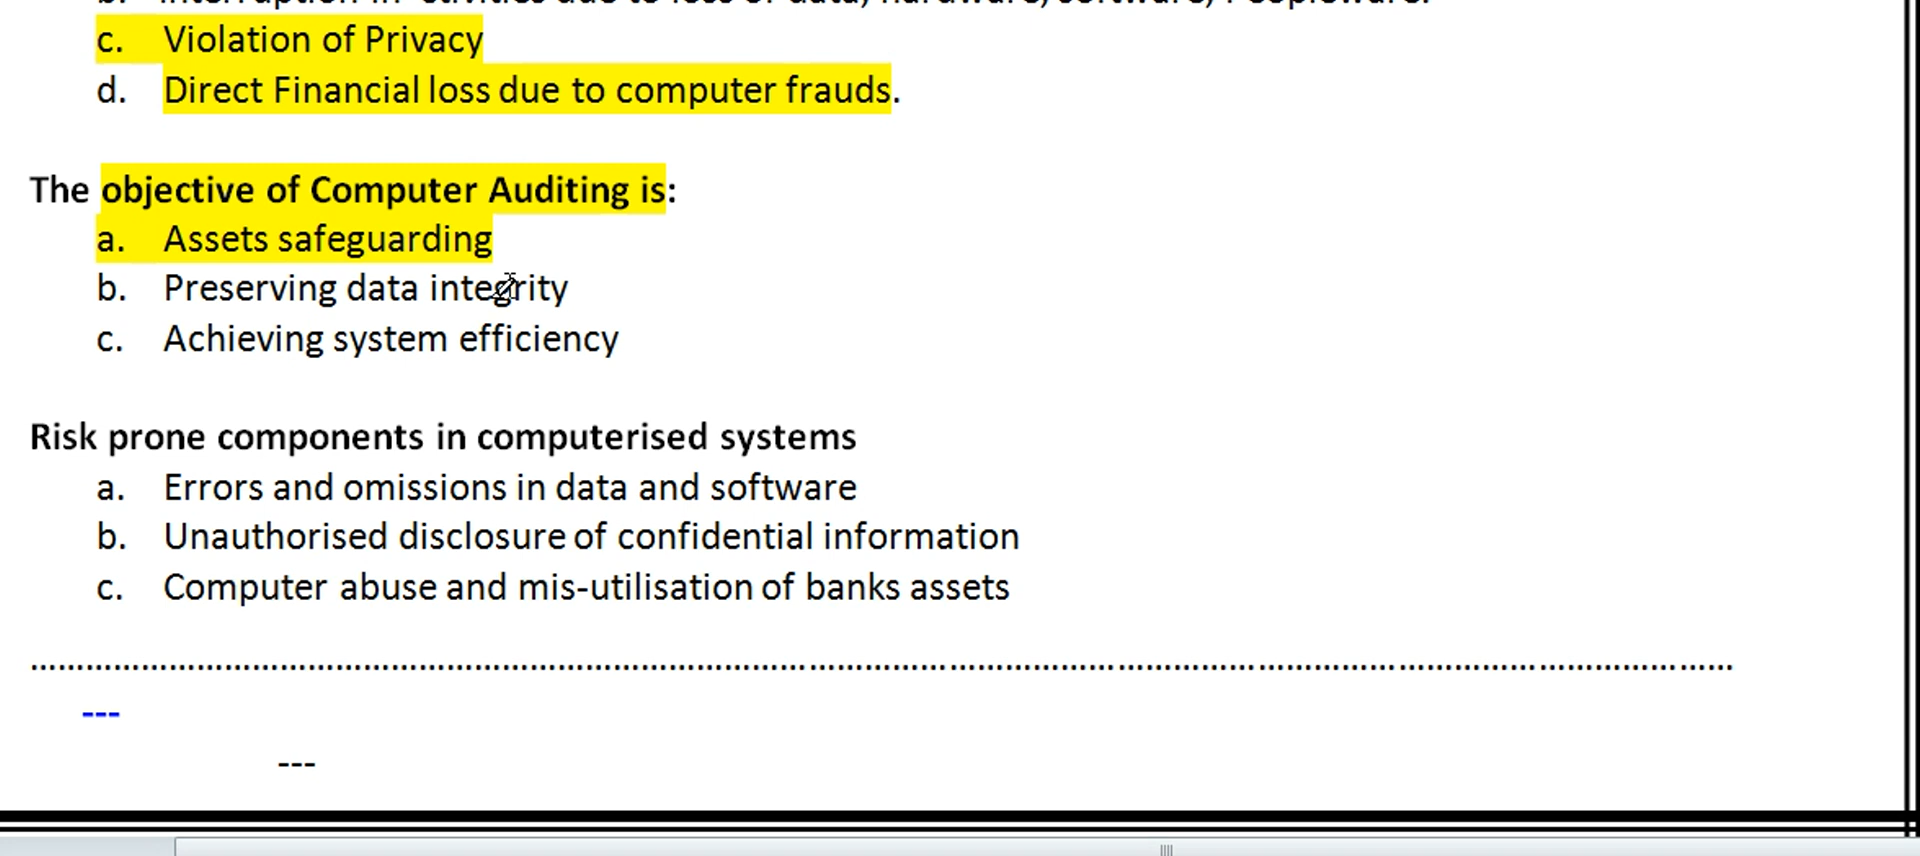 c. Violation of Privacy
d. Direct Financial loss due to computer frauds.
The objective of Computer Auditing is:
a. Assets safeguarding
b. Preserving data integrity
c. Achieving system efficiency
Risk prone components in computerised systems
a. Errors and omissions in data and software
b. Unauthorised disclosure of confidential information
c. Computer abuse and mis-utilisation of banks assets
---
---